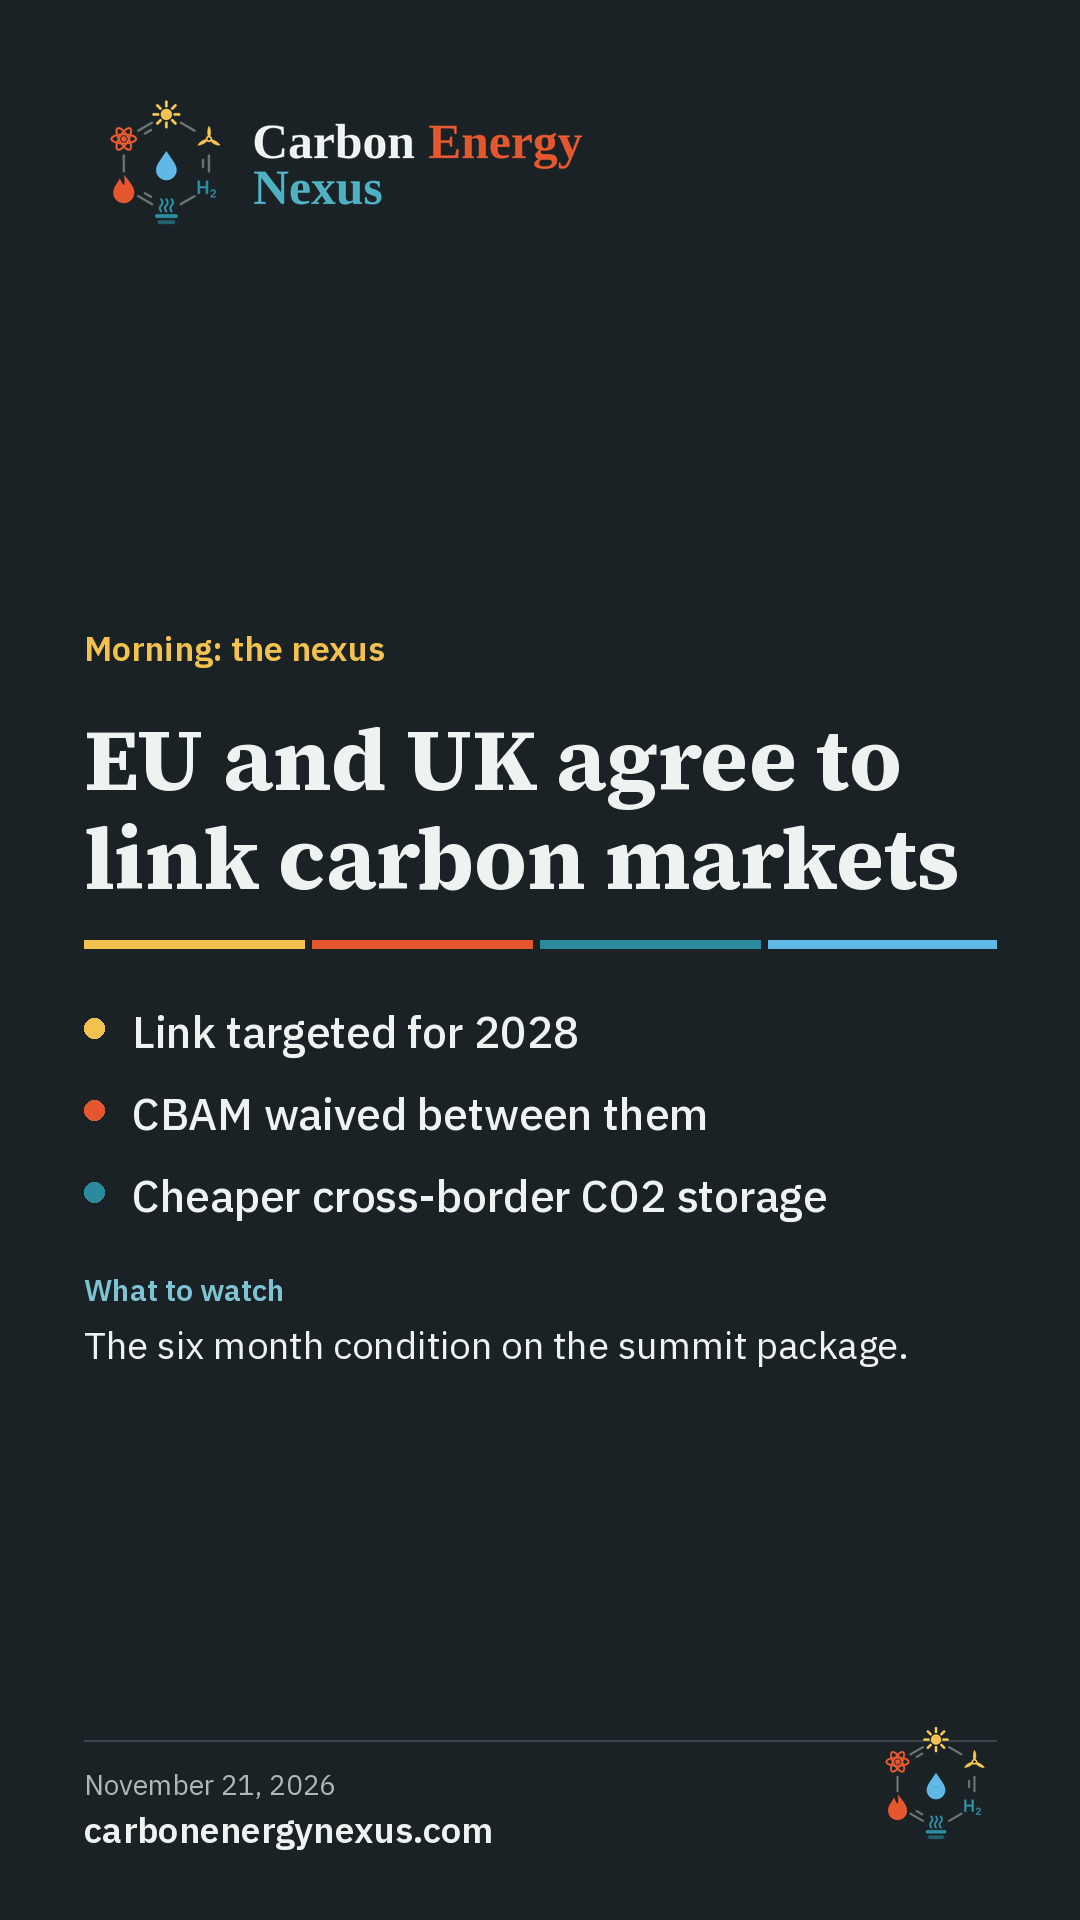 Carbon Energy
Nexus
H₂
Morning: the nexus
EU and UK agree to
link carbon markets
Link targeted for 2028
CBAM waived between them
Cheaper cross-border CO2 storage
What to watch
The six month condition on the summit package.
November 21, 2026
carbonenergynexus.com
H₂